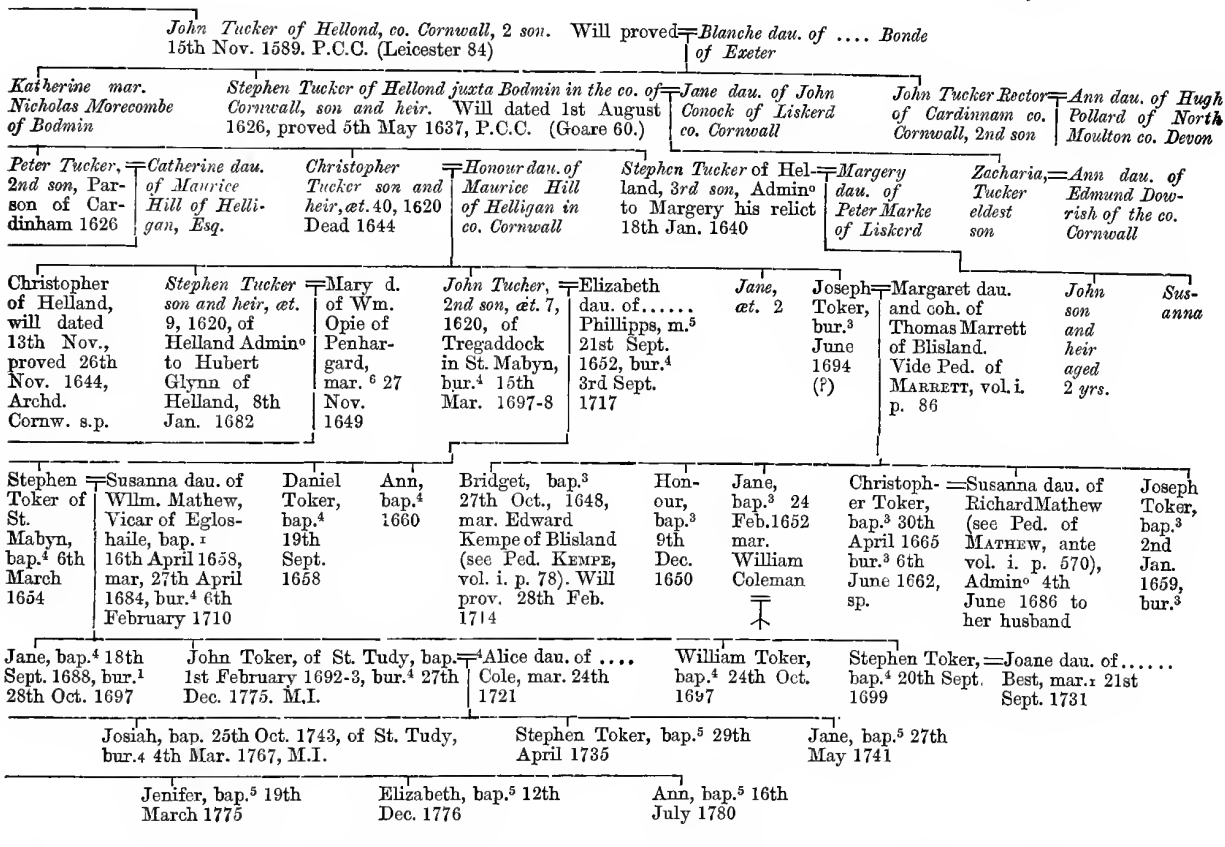 John Tucker of Hellond, co. Cornwall, 2 son. Will proved=Blanche dau. of .... Bonde
15th Nov. 1589. P.C.C. (Leicester 84)
of Exeter
Katherine mar.
Nicholas Morecombe
of Bodmin
Stephen Tucker of Hellond juxta Bodmin in the co. of=Jane dau. of John
Cornwall, son and heir. Will dated 1st August
1626, proved 5th May 1637, P.C.C. (Goare 60.)
Conock of Liskerd
co. Cornwall
John Tucker Rector=Ann dau. of Hugh
of Cardinnam co.
Cornwall, 2nd son
Pollard of North
Moulton co. Devon
Peter Tucker,=Catherine dau.
2nd son, Par-
son of Car-
dinham 1626
of Maurice
Hill of Helli-
gan, Esq.
Christopher
Tucker son and
heir, æt. 40, 1620
Dead 1644
=Honour dau. of
Maurice Hill
of Helligan in
co. Cornwall
Stephen Tucker of Hel-=Margery
land, 3rd son, Admino
to Margery his relict
18th Jan. 1640
dau. of
Peter Marke
of Liskerd
Zacharia,=Ann dau. of
Tucker
eldest
son
Edmund Dow-
rish of the co.
Cornwall
Christopher
of Helland,
will dated
13th Nov.,
proved 26th
Nov. 1644,
Archd.
Cornw. s.p.
Stephen Tucker
son and heir, æt.
9, 1620, of
Helland Admino
to Hubert
Glynn of
Helland, 8th
Jan. 1682
=Mary d.
of Wm.
Opie of
Penhar-
gard,
mar. 6 27
Nov.
1649
John Tucker,
2nd son, æt. 7,
1620, of
Tregaddock
in St. Mabyn,
bur.4 15th
Mar. 1697-8
=Elizabeth
dau. of......
Phillipps, m.5
21st Sept.
1652, bur.4
3rd Sept.
1717
Jane,
æt. 2
Joseph
Toker,
bur.3
June
1694
(?)
=Margaret dau.
and coh. of
Thomas Marrett
of Blisland.
Vide Ped. of
MARRETT, vol. i.
p. 86
John
son
and
heir
aged
2 yrs.
Sus-
anna
Stephen
Toker of
St.
Mabyn,
bap.4 6th
March
1654
=Susanna dau. of
Wllm. Mathew,
Vicar of Eglos-
haile, bap. 1
16th April 1658,
mar, 27th April
1684, bur.4 6th
February 1710
Daniel
Toker,
bap.4
19th
Sept.
1658
Ann,
bap.4
1660
Bridget, bap.3
27th Oct., 1648,
mar. Edward
Kempe of Blisland
(see Ped. KEMPE,
vol. i. p. 78). Will
prov. 28th Feb.
1714
Hon-
our,
bap.3
9th
Dec.
1650
Jane,
bap.3 24
Feb. 1652
mar.
William
Coleman
Christoph-
er Toker,
bap.3 30th
April 1665
bur.3 6th
June 1662,
sp.
=Susanna dau. of
Richard Mathew
(see Ped. of
MATHEW, ante
vol. i. p. 570),
Admino 4th
June 1686 to
her husband
Joseph
Toker,
bap.3
2nd
Jan.
1659,
bur.3
Jane, bap.4 18th
Sept. 1688, bur.1
28th Oct. 1697
John Toker, of St. Tudy, bap.=4Alice dau. of ....
1st February 1692-3, bur.4 27th
Dec. 1775. M.I.
Cole, mar. 24th
1721
William Toker,
bap.4 24th Oct.
1697
Stephen Toker,=Joane dau. of......
bap.4 20th Sept.
1699
Best, mar.1 21st
Sept. 1731
Josiah, bap. 25th Oct. 1743, of St. Tudy,
bur.4 4th Mar. 1767, M.I.
Stephen Toker, bap.5 29th
April 1735
Jane, bap.5 27th
May 1741
Jenifer, bap.5 19th
March 1775
Elizabeth, bap.5 12th
Dec. 1776
Ann, bap.5 16th
July 1780